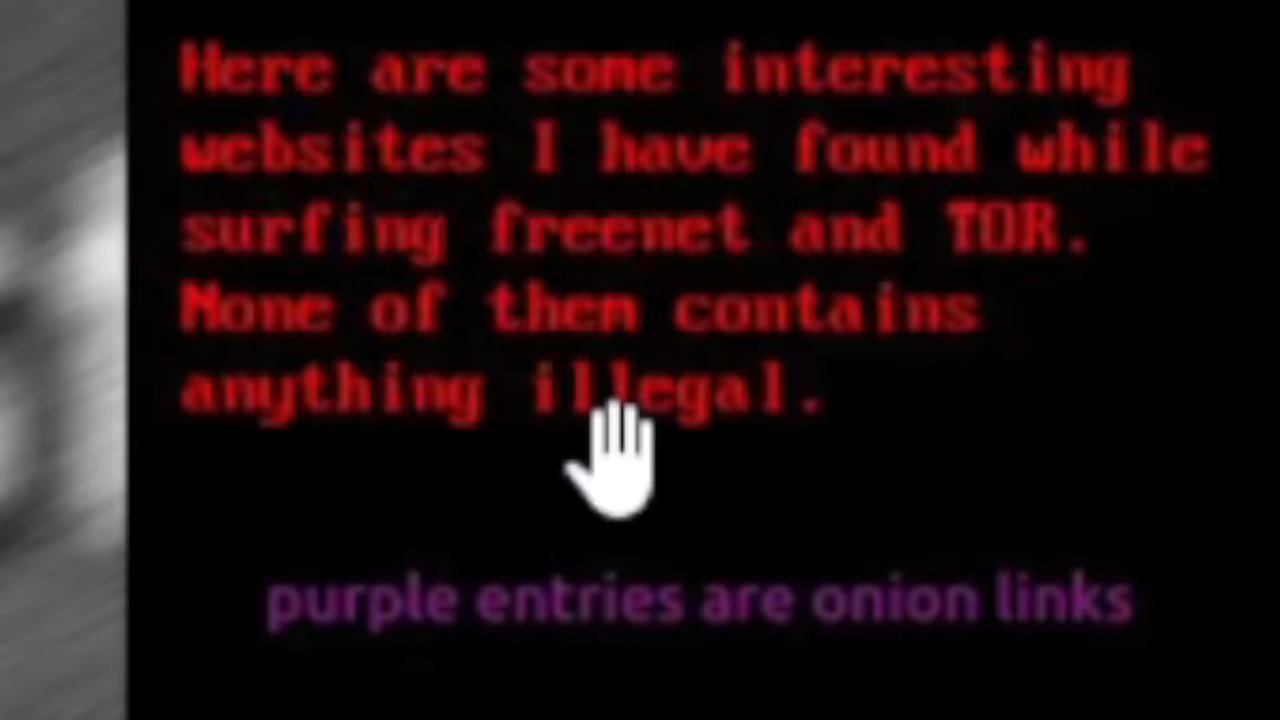 Here are some interesting
websites I have found while
surfing freenet and TOR.
None of them contains
anything illegal.
purple entries are onion links